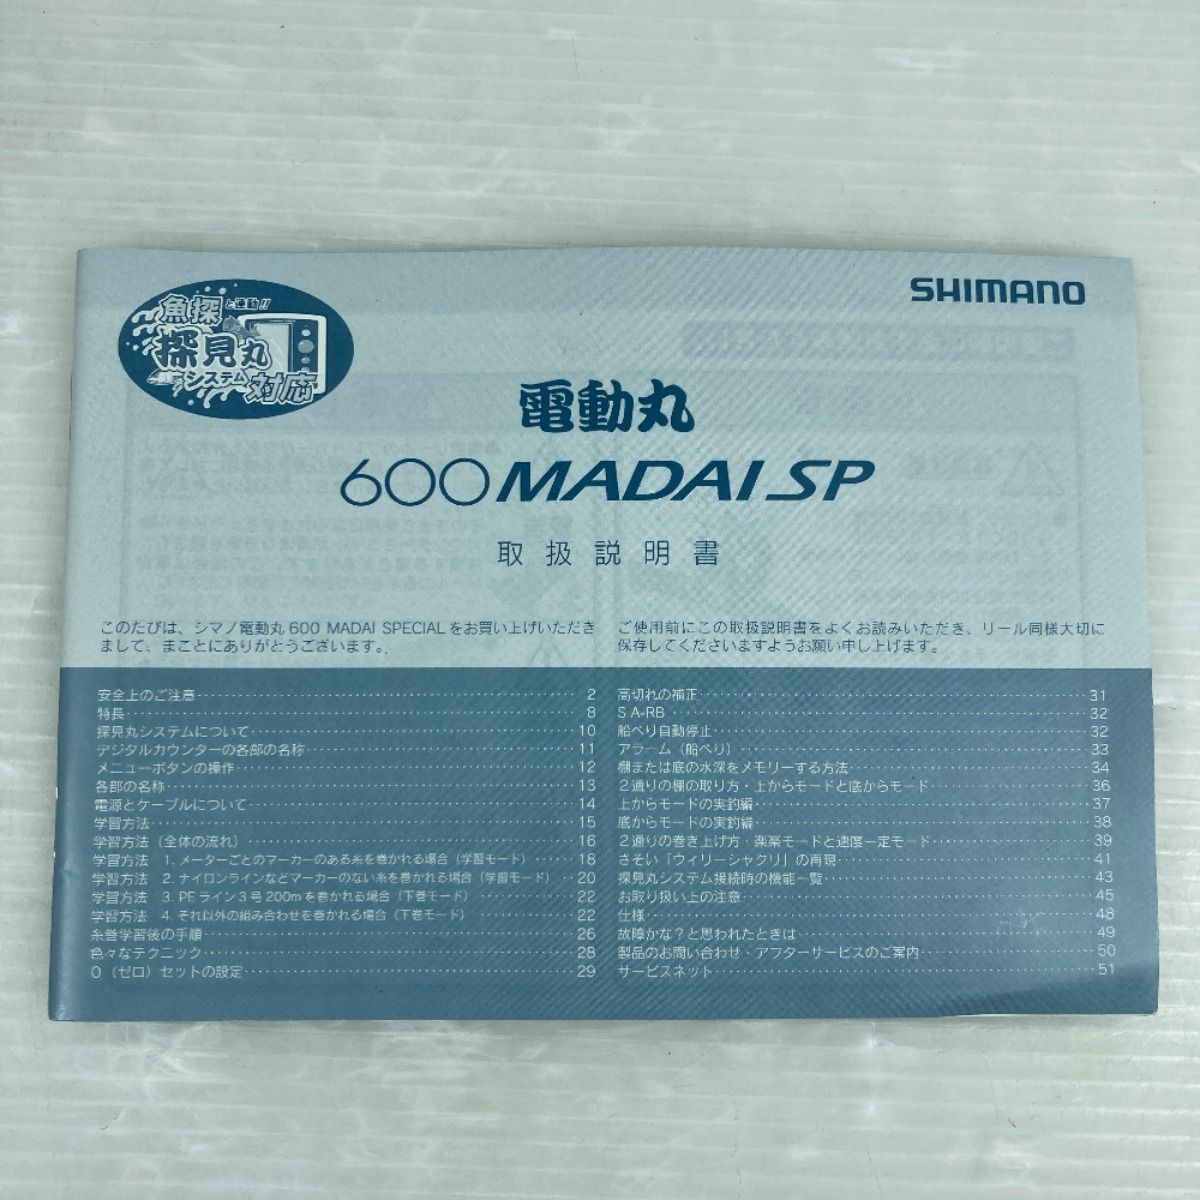 魚探と連動!!
探見丸
システム対応
SHIMANO
電動丸
600 MADAI SP
取扱説明書
このたびは、シマノ電動丸600 MADAI SPECIALをお買い上げいただき
まして、まことにありがとうございます。
ご使用前にこの取扱説明書をよくお読みいただき、リール同様大切に
保存してくださいますようお願い申し上げます。
安全上のご注意 2
特長 8
探見丸システムについて 10
デジタルカウンターの各部の名称 11
メニューボタンの操作 12
各部の名称 13
電源とケーブルについて 14
学習方法 15
学習方法（全体の流れ） 16
学習方法 1. メーターごとのマーカーのある糸を巻かれる場合（学習モード） 18
学習方法 2. ナイロンラインなどマーカーのない糸を巻かれる場合（学習モード） 20
学習方法 3. PEライン3号200mを巻かれる場合（下巻モード） 22
学習方法 4. それ以外の組み合わせを巻かれる場合（下巻モード） 22
糸巻学習後の手順 26
色々なテクニック 28
0（ゼロ）セットの設定 29
高切れの補正 31
S A-RB 32
船べり自動停止 32
アラーム（船べり） 33
棚または底の水深をメモリーする方法 34
2通りの棚の取り方・上からモードと底からモード 36
上からモードの実釣編 37
底からモードの実釣編 38
2通りの巻き上げ方・楽楽モードと速度一定モード 39
さそい「ウィリーシャクリ」の再現 41
探見丸システム接続時の機能一覧 43
お取り扱い上の注意 45
仕様 48
故障かな?と思われたときは 49
製品のお問い合わせ・アフターサービスのご案内 50
サービスネット 51